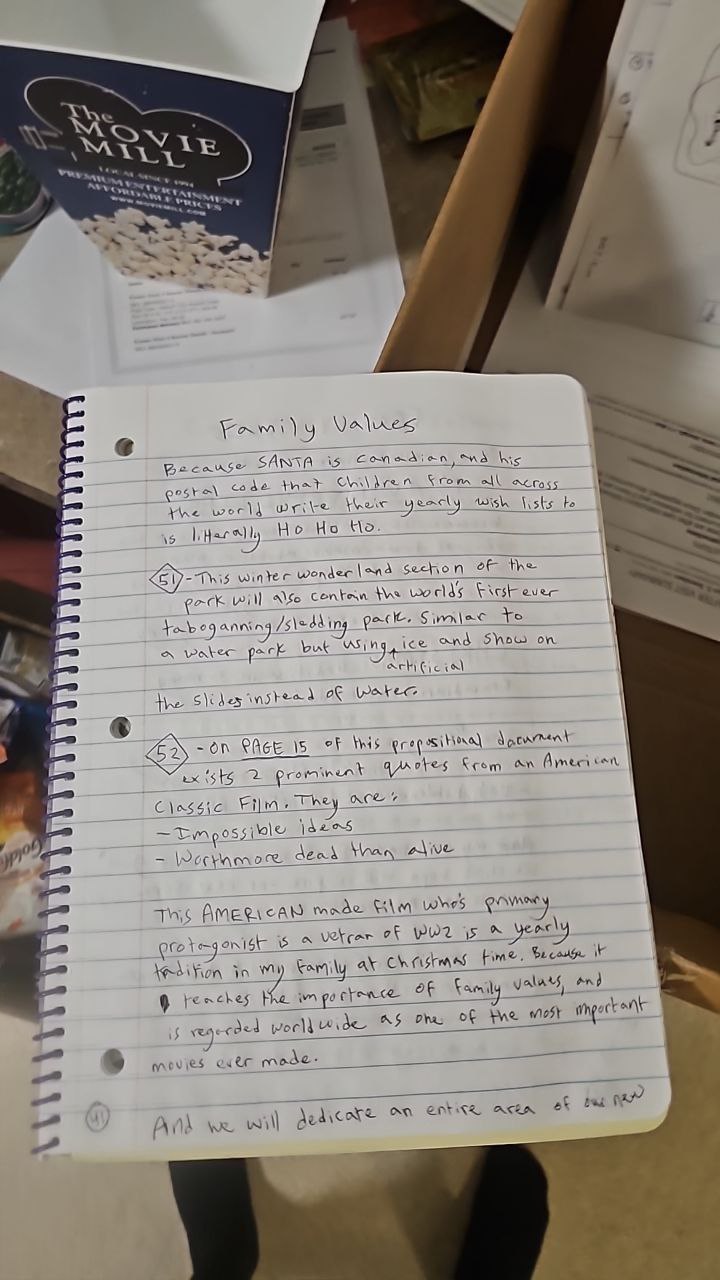 The
MOVIE
MILL
LOCAL SINCE 1994
PREMIUM ENTERTAINMENT
AFFORDABLE PRICES
WWW.MOVIEMILL.COM
Goldfi
Family Values
Because SANTA is Canadian, and his
postal code that children from all across
the world write their yearly wish lists to
is litterally Ho Ho Ho.
51 - This winter wonderland section of the
park will also contain the world's first ever
taboganning/sledding park. Similar to
a water park but using ice and show on
artificial
the slides instead of water.
52 - On PAGE 15 of this propositional document
exists 2 prominent quotes from an American
Classic Film. They are:
- Impossible ideas
- Worthmore dead than alive
This AMERICAN made film who's primary
protagonist is a vetran of WW2 is a yearly
tadition in my Family at Christmas time. Because it
teaches the importance of family values, and
is regarded worldwide as one of the most important
movies ever made.
41
And we will dedicate an entire area of our new